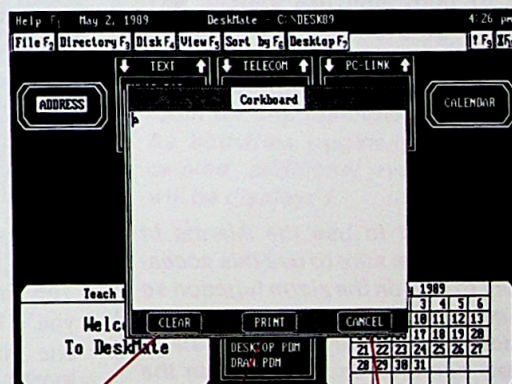 Help F1 May 2, 1989 DeskMate - C:\DESK89 4:26 pm
File F2 Directory F3 Disk F4 View F5 Sort by F6 Desktop F7 ? F9
TEXT TELECOM PC-LINK
Corkboard
ADDRESS CALENDAR
Teach 1989
3 4 5 6
Welc 10 11 12 13
CLEAR PRINT CANCEL 17 18 19 20
To DeskMate DESKTOP.PDM 21 22 23 24 25 26 27
DRAW.PDM 28 29 30 31